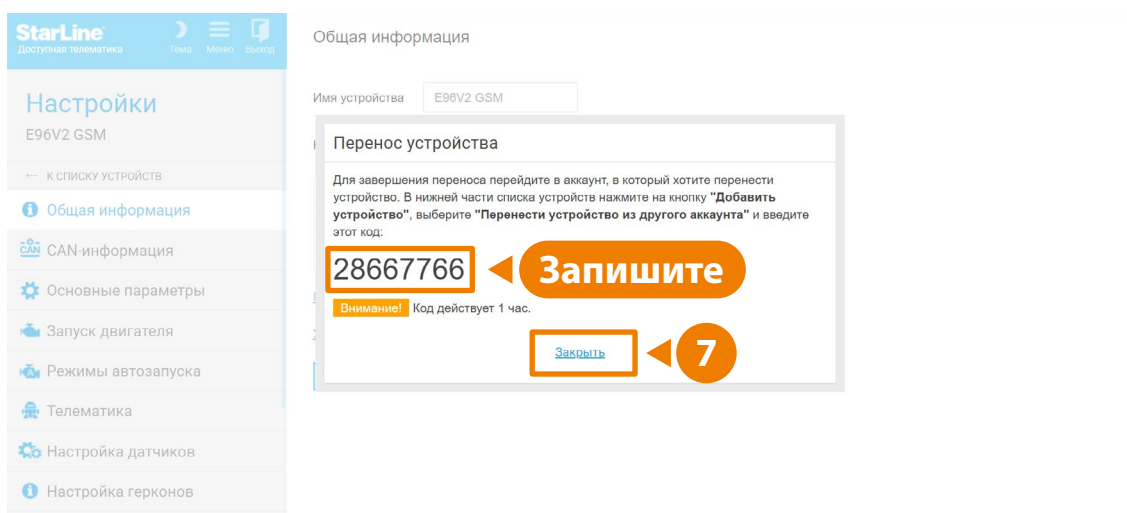 StarLine
Доступная телематика
Тема Меню Выход
Настройки
E96V2 GSM
← К СПИСКУ УСТРОЙСТВ
Общая информация
CAN CAN-информация
Основные параметры
Запуск двигателя
Режимы автозапуска
Телематика
Настройка датчиков
Настройка герконов
Общая информация
Имя устройства E96V2 GSM
Перенос устройства
Для завершения переноса перейдите в аккаунт, в который хотите перенести
устройство. В нижней части списка устройств нажмите на кнопку "Добавить
устройство", выберите "Перенести устройство из другого аккаунта" и введите
этот код:
28667766 Запишите
Внимание! Код действует 1 час.
Закрыть 7